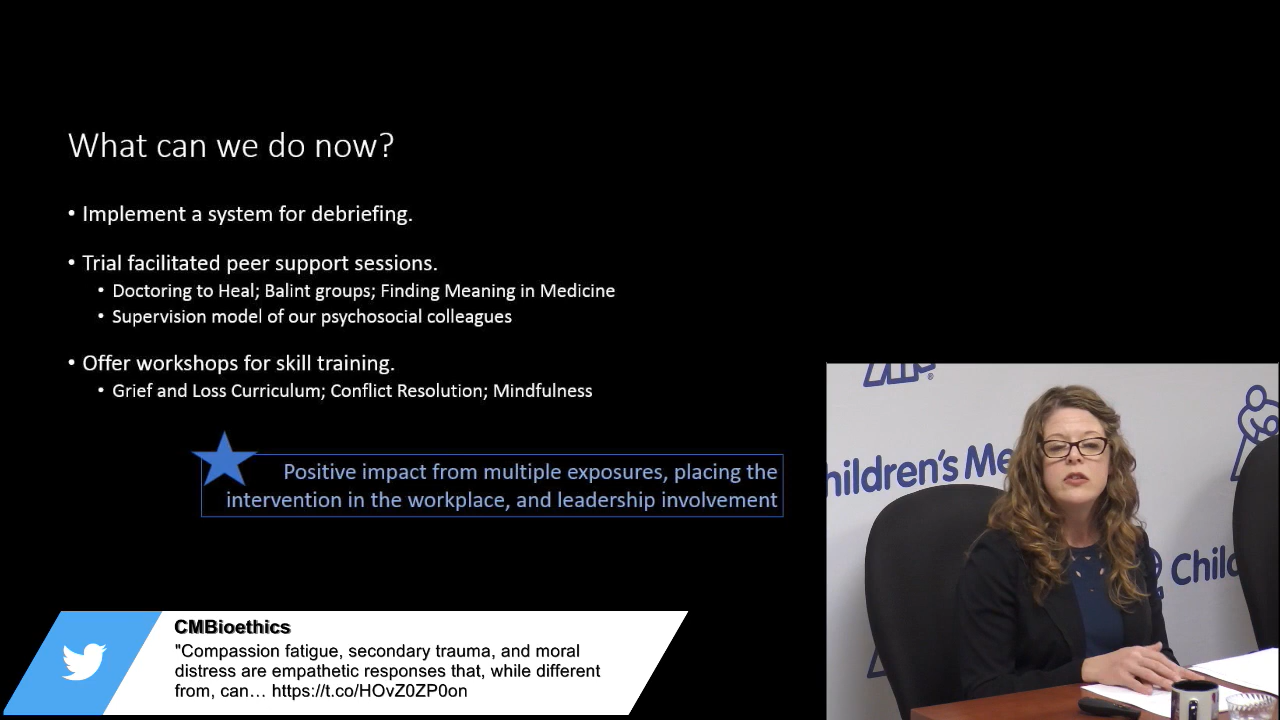 What can we do now?
• Implement a system for debriefing.
• Trial facilitated peer support sessions.
• Doctoring to Heal; Balint groups; Finding Meaning in Medicine
• Supervision model of our psychosocial colleagues
• Offer workshops for skill training.
• Grief and Loss Curriculum; Conflict Resolution; Mindfulness
Positive impact from multiple exposures, placing the
intervention in the workplace, and leadership involvement
®
hildren's Me
Child
CMBioethics
"Compassion fatigue, secondary trauma, and moral
distress are empathetic responses that, while different
from, can… https://t.co/HOvZ0ZP0on